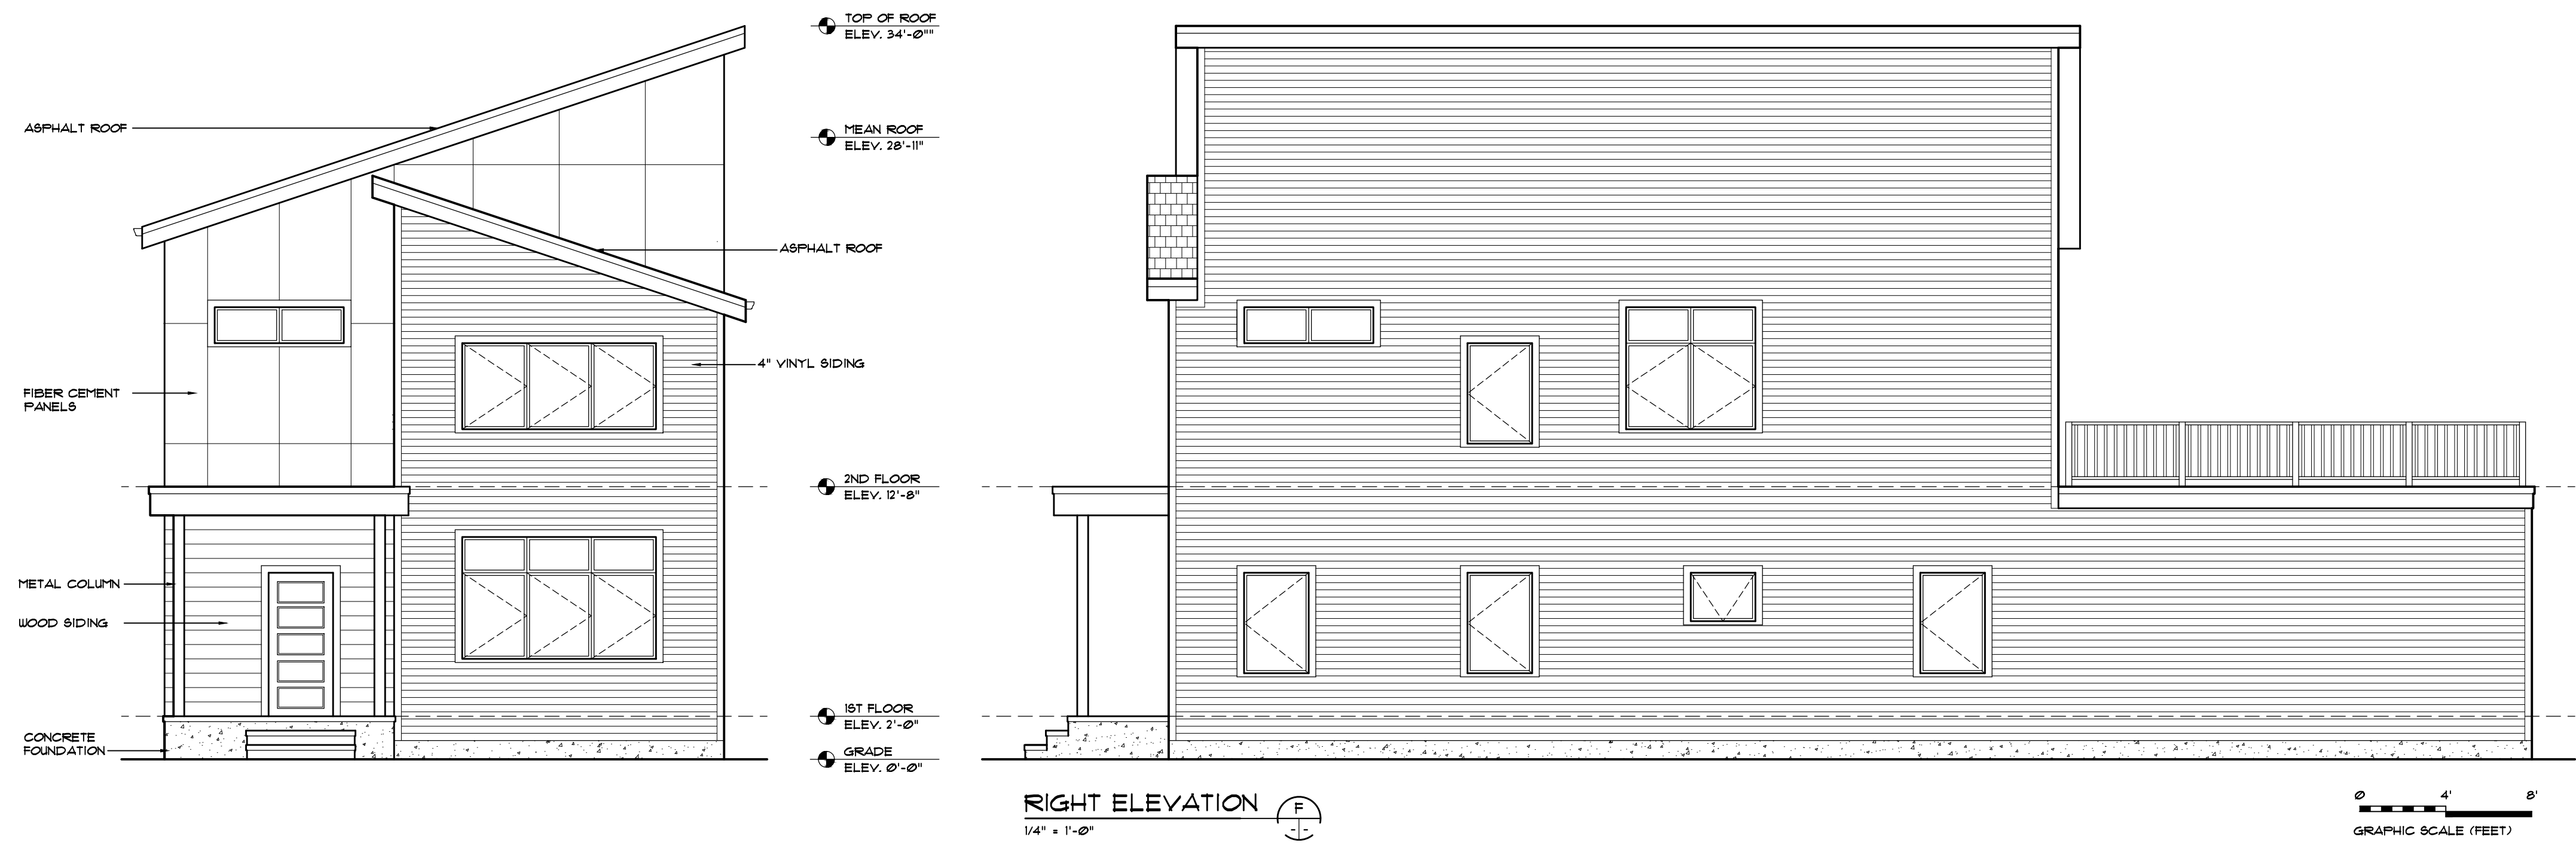 TOP OF ROOF
ELEV. 34'-0""
ASPHALT ROOF
MEAN ROOF
ELEV. 28'-11"
ASPHALT ROOF
4" VINYL SIDING
FIBER CEMENT
PANELS
2ND FLOOR
ELEV. 12'-8"
METAL COLUMN
WOOD SIDING
1ST FLOOR
ELEV. 2'-0"
CONCRETE
FOUNDATION
GRADE
ELEV. 0'-0"
RIGHT ELEVATION
F
1/4" = 1'-0"
--
0 4' 8'
GRAPHIC SCALE (FEET)